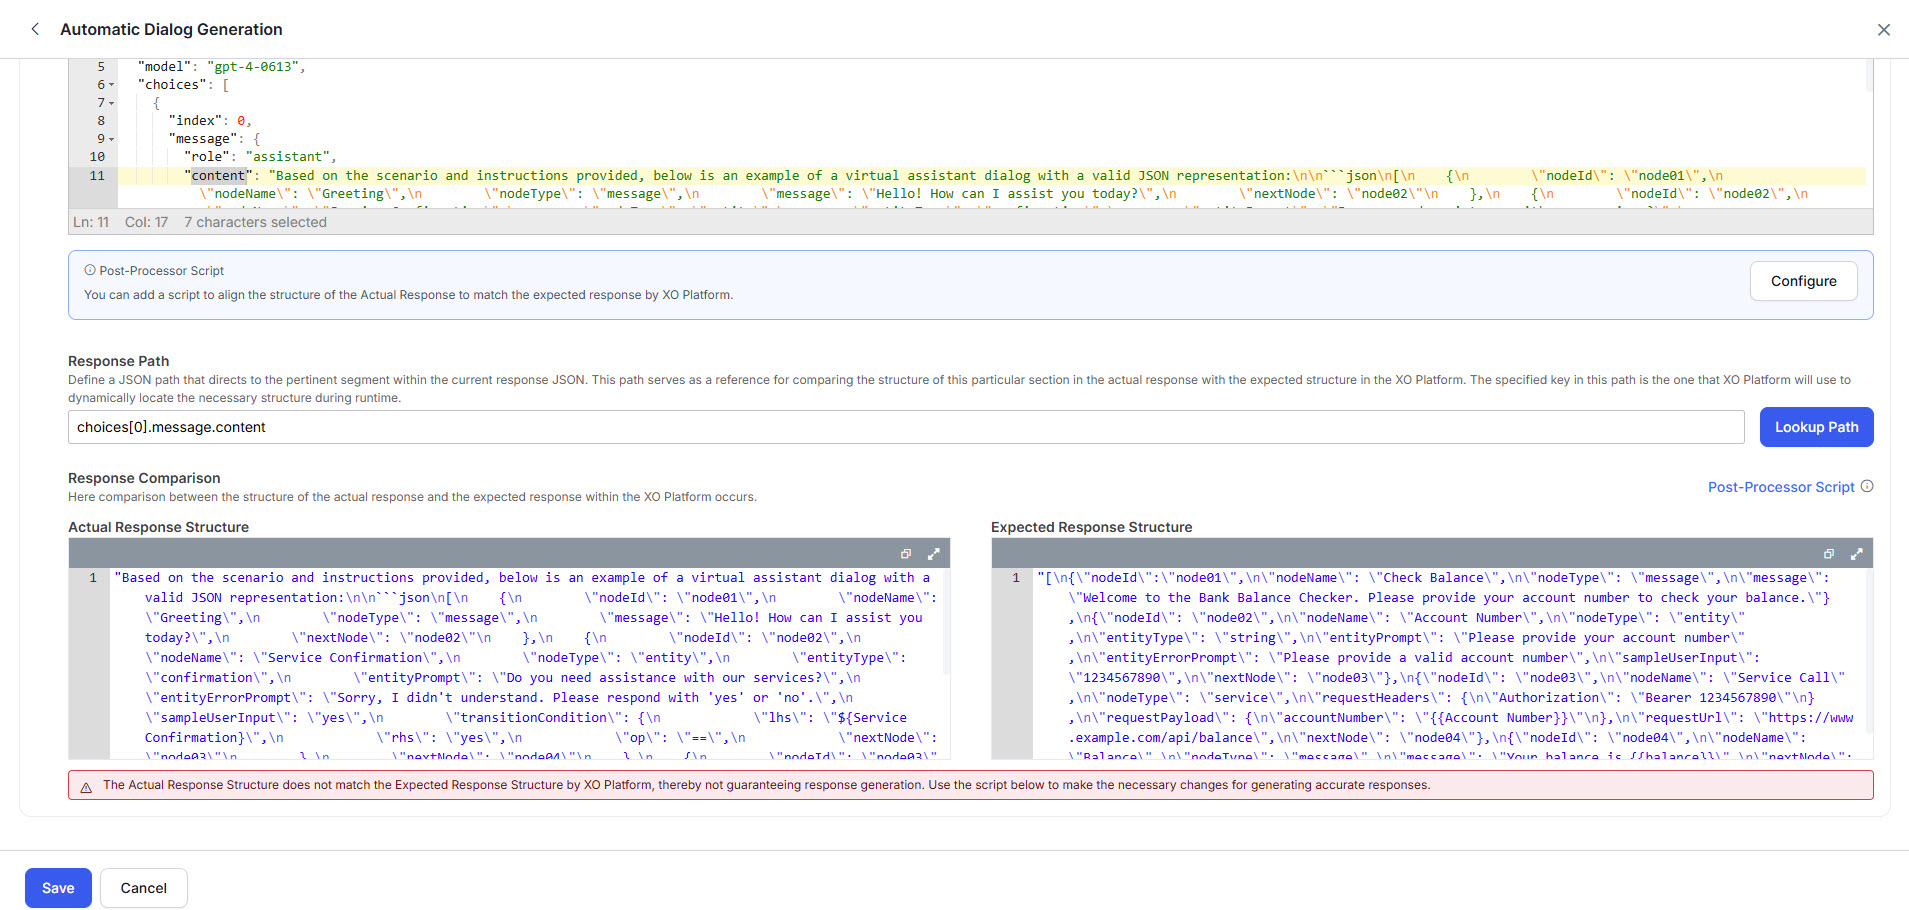 Automatic Dialog Generation
5 "model": "gpt-4-0613",
6 "choices": [
7 {
8 "index": 0,
9 "message": {
10 "role": "assistant",
11 "content": "Based on the scenario and instructions provided, below is an example of a virtual assistant dialog with a valid JSON representation:\n\n```json\n[\n    {\n        \"nodeId\": \"node01\",\n
\"nodeName\": \"Greeting\",\n        \"nodeType\": \"message\",\n        \"message\": \"Hello! How can I assist you today?\",\n        \"nextNode\": \"node02\"\n    },\n    {\n        \"nodeId\": \"node02\",\n
Ln: 11 Col: 17 7 characters selected
Post-Processor Script
You can add a script to align the structure of the Actual Response to match the expected response by XO Platform.
Configure
Response Path
Define a JSON path that directs to the pertinent segment within the current response JSON. This path serves as a reference for comparing the structure of this particular section in the actual response with the expected structure in the XO Platform. The specified key in this path is the one that XO Platform will use to
dynamically locate the necessary structure during runtime.
choices[0].message.content
Lookup Path
Response Comparison
Here comparison between the structure of the actual response and the expected response within the XO Platform occurs.
Post-Processor Script
Actual Response Structure
1 "Based on the scenario and instructions provided, below is an example of a virtual assistant dialog with a
valid JSON representation:\n\n```json\n[\n    {\n        \"nodeId\": \"node01\",\n        \"nodeName\":
\"Greeting\",\n        \"nodeType\": \"message\",\n        \"message\": \"Hello! How can I assist you
today?\",\n        \"nextNode\": \"node02\"\n    },\n    {\n        \"nodeId\": \"node02\",\n
\"nodeName\": \"Service Confirmation\",\n        \"nodeType\": \"entity\",\n        \"entityType\":
\"confirmation\",\n        \"entityPrompt\": \"Do you need assistance with our services?\",\n
\"entityErrorPrompt\": \"Sorry, I didn't understand. Please respond with 'yes' or 'no'.\",\n
\"sampleUserInput\": \"yes\",\n        \"transitionCondition\": {\n            \"lhs\": \"${Service
Confirmation}\",\n            \"rhs\": \"yes\",\n            \"op\": \"==\",\n            \"nextNode\":
\"node03\"\n        },\n        \"nextNode\": \"node04\"\n    },\n    {\n        \"nodeId\": \"node03\"
Expected Response Structure
1 "[\n{\"nodeId\":\"node01\",\n\"nodeName\": \"Check Balance\",\n\"nodeType\": \"message\",\n\"message\":
\"Welcome to the Bank Balance Checker. Please provide your account number to check your balance.\"}
,\n{\"nodeId\": \"node02\",\n\"nodeName\": \"Account Number\",\n\"nodeType\": \"entity\"
,\n\"entityType\": \"string\",\n\"entityPrompt\": \"Please provide your account number\"
,\n\"entityErrorPrompt\": \"Please provide a valid account number\",\n\"sampleUserInput\":
\"1234567890\",\n\"nextNode\": \"node03\"},\n{\"nodeId\": \"node03\",\n\"nodeName\": \"Service Call\"
,\n\"nodeType\": \"service\",\n\"requestHeaders\": {\n\"Authorization\": \"Bearer 1234567890\"\n}
,\n\"requestPayload\": {\n\"accountNumber\": \"{{Account Number}}\"\n},\n\"requestUrl\": \"https://www
.example.com/api/balance\",\n\"nextNode\": \"node04\"},\n{\"nodeId\": \"node04\",\n\"nodeName\":
\"Balance\",\n\"nodeType\": \"message\",\n\"message\": \"Your balance is {{balance}}\",\n\"nextNode\":
The Actual Response Structure does not match the Expected Response Structure by XO Platform, thereby not guaranteeing response generation. Use the script below to make the necessary changes for generating accurate responses.
Save
Cancel